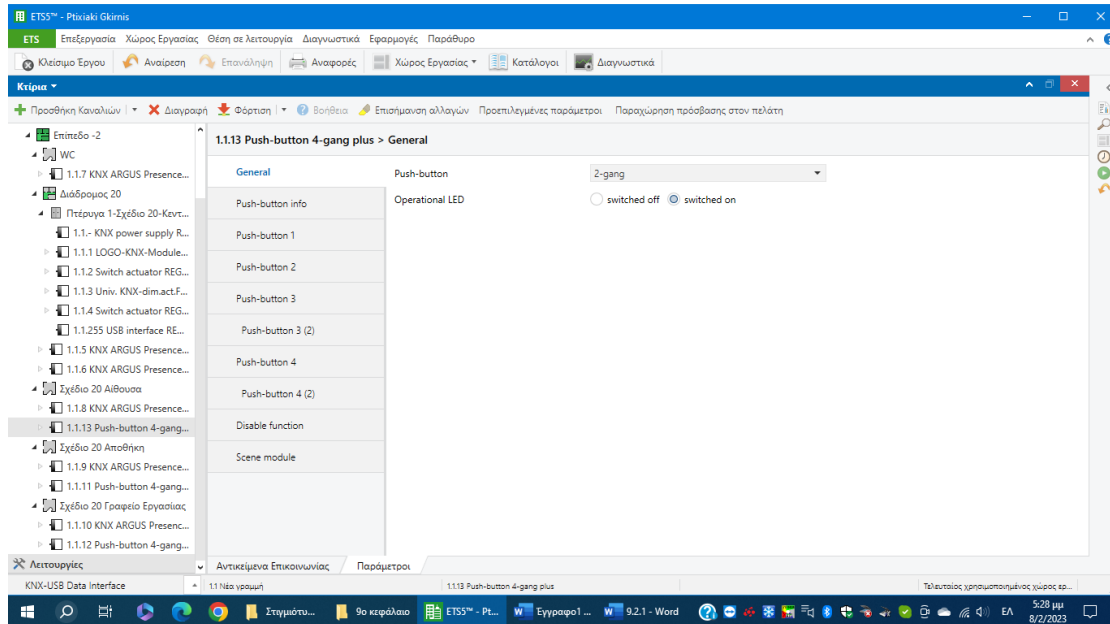 ETS5™ - Ptixiaki Gkirnis
ETS Επεξεργασία Χώρος Εργασίας Θέση σε λειτουργία Διαγνωστικά Εφαρμογές Παράθυρο
Κλείσιμο Έργου Αναίρεση Επανάληψη Αναφορές Χώρος Εργασίας Κατάλογοι Διαγνωστικά
Κτίρια
Προσθήκη Καναλιών Διαγραφή Φόρτιση Βοήθεια Επισήμανση αλλαγών Προεπιλεγμένες παράμετροι Παραχώρηση πρόσβασης στον πελάτη
Επίπεδο -2
WC
1.1.7 KNX ARGUS Presence...
Διάδρομος 20
Πτέρυγα 1-Σχέδιο 20-Κεντ...
1.1.- KNX power supply R...
1.1.1 LOGO-KNX-Module...
1.1.2 Switch actuator REG...
1.1.3 Univ. KNX-dim.act.F...
1.1.4 Switch actuator REG...
1.1.255 USB interface RE...
1.1.5 KNX ARGUS Presence...
1.1.6 KNX ARGUS Presence...
Σχέδιο 20 Αίθουσα
1.1.8 KNX ARGUS Presence...
1.1.13 Push-button 4-gang...
Σχέδιο 20 Αποθήκη
1.1.9 KNX ARGUS Presence...
1.1.11 Push-button 4-gang...
Σχέδιο 20 Γραφείο Εργασίιας
1.1.10 KNX ARGUS Presenc...
1.1.12 Push-button 4-gang...
Λειτουργίες
1.1.13 Push-button 4-gang plus > General
General
Push-button info
Push-button 1
Push-button 2
Push-button 3
Push-button 3 (2)
Push-button 4
Push-button 4 (2)
Disable function
Scene module
Push-button 2-gang
Operational LED switched off switched on
Αντικείμενα Επικοινωνίας Παράμετροι
KNX-USB Data Interface 1.1 Νέα γραμμή 1.1.13 Push-button 4-gang plus Τελευταίος χρησιμοποιημένος χώρος ερ...
Στιγμιότυ... 9ο κεφάλαιο ETS5™ - Pt... Έγγραφο1 ... 9.2.1 - Word ΕΛ 5:28 μμ
8/2/2023